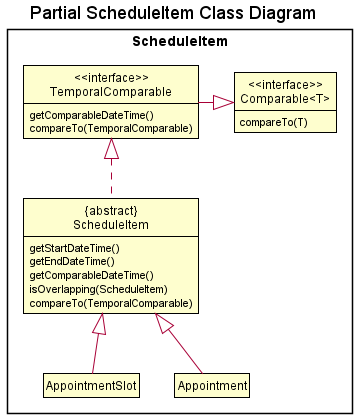 Partial ScheduleItem Class Diagram
ScheduleItem
<<interface>>
TemporalComparable
getComparableDateTime()
compareTo(TemporalComparable)
<<interface>>
Comparable<T>
compareTo(T)
{abstract}
ScheduleItem
getStartDateTime()
getEndDateTime()
getComparableDateTime()
isOverlapping(ScheduleItem)
compareTo(TemporalComparable)
AppointmentSlot
Appointment